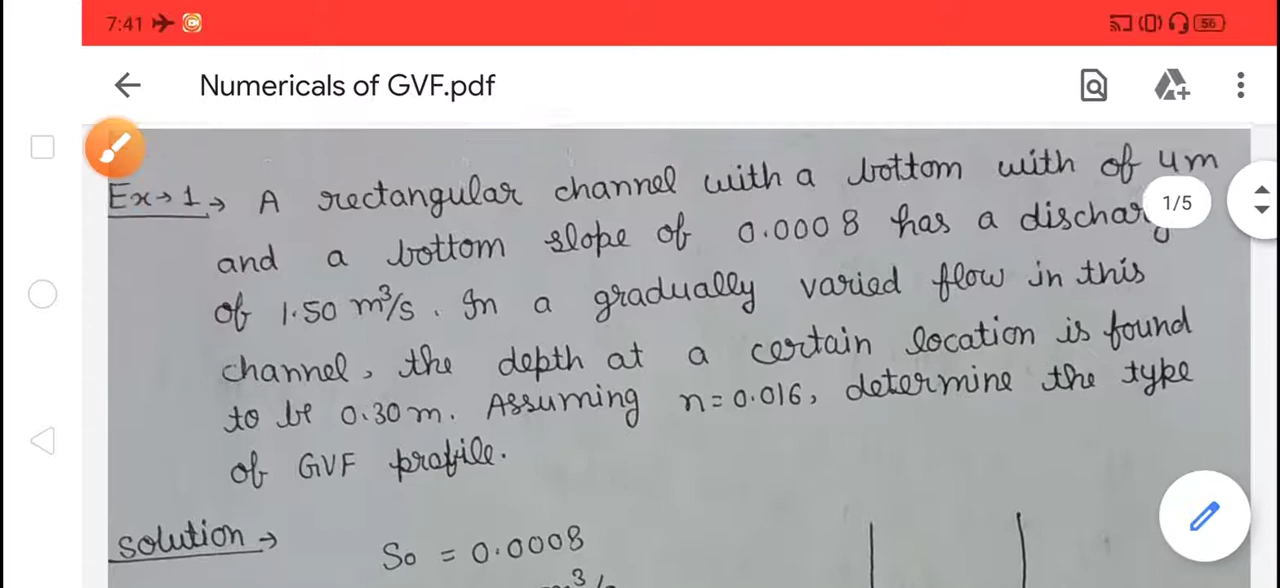 7:41
56
Numericals of GVF.pdf
Ex→1→ A rectangular channel with a bottom with of 4m
1/5
and a bottom slope of 0.0008 has a dischar
of 1.50 m³/s. In a gradually varied flow in this
channel, the depth at a certain location is found
to be 0.30m. Assuming n=0.016, determine the type
of GVF profile.
Solution →
So = 0.0008